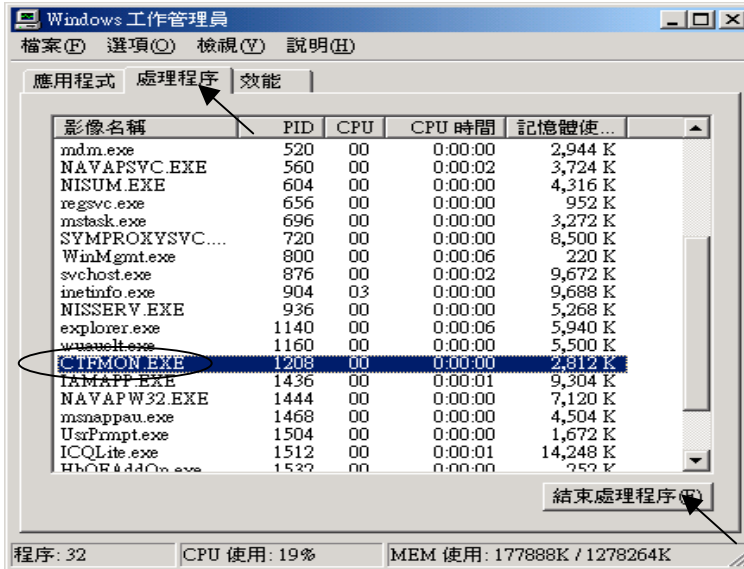 Windows 工作管理員
檔案(F) 選項(O) 檢視(V) 說明(H)
應用程式 處理程序 效能
影像名稱 PID CPU CPU 時間 記憶體使...
mdm.exe 520 00 0:00:00 2,944 K
NAVAPSVC.EXE 560 00 0:00:02 3,724 K
NISUM.EXE 604 00 0:00:00 4,316 K
regsvc.exe 656 00 0:00:00 952 K
mstask.exe 696 00 0:00:00 3,272 K
SYMPROXYSVC.... 720 00 0:00:00 8,500 K
WinMgmt.exe 800 00 0:00:06 220 K
svchost.exe 876 00 0:00:02 9,672 K
inetinfo.exe 904 03 0:00:00 9,688 K
NISSERV.EXE 936 00 0:00:00 5,268 K
explorer.exe 1140 00 0:00:06 5,940 K
wuauclt.exe 1160 00 0:00:00 5,500 K
CTFMON.EXE 1208 00 0:00:00 2,812 K
IAMAPP.EXE 1436 00 0:00:01 9,304 K
NAVAPW32.EXE 1444 00 0:00:00 7,120 K
msnappau.exe 1468 00 0:00:00 4,504 K
UsrPrmpt.exe 1504 00 0:00:00 1,672 K
ICQLite.exe 1512 00 0:00:01 14,248 K
HbOEAddOn.exe 1532 00 0:00:00 252 K
結束處理程序(E)
程序: 32 CPU 使用: 19% MEM 使用: 177888K / 1278264K